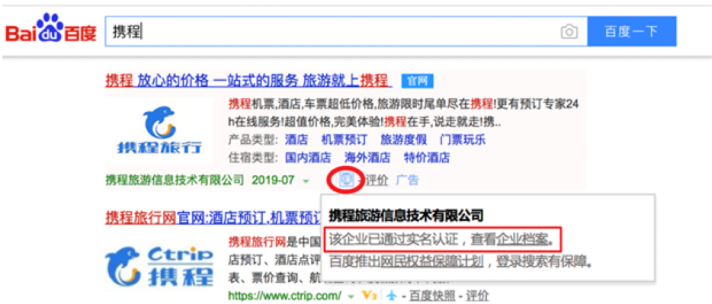 Bai du 百度
携程
百度一下
携程 放心的价格 一站式的服务 旅游就上携程 官网
携程旅行
携程机票,酒店,车票超低价格,旅游限时尾单尽在携程!更有预订专家24
h在线服务!超值价格,完美体验!携程在手,说走就走!携..
产品类型: 酒店 机票预订 旅游度假 门票玩乐
住宿类型: 国内酒店 海外酒店 特价酒店
携程旅游信息技术有限公司 2019-07 - 评价 广告
携程旅游信息技术有限公司
该企业已通过实名认证，查看企业档案。
百度推出网民权益保障计划，登录搜索有保障。
携程旅行网官网:酒店预订,机票预订
Ctrip
携程
携程旅行网是中国
店预订、酒店点评
表、票价查询、航
https://www.ctrip.com/ V3 - 百度快照 - 评价